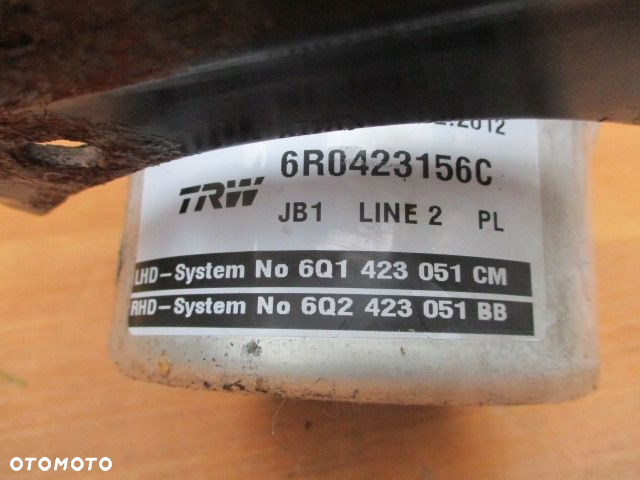 2012
6R0423156C
TRW
JB1 LINE 2 PL
LHD-System No 6Q1 423 051 CM
RHD-System No 6Q2 423 051 BB
OTOMOTO